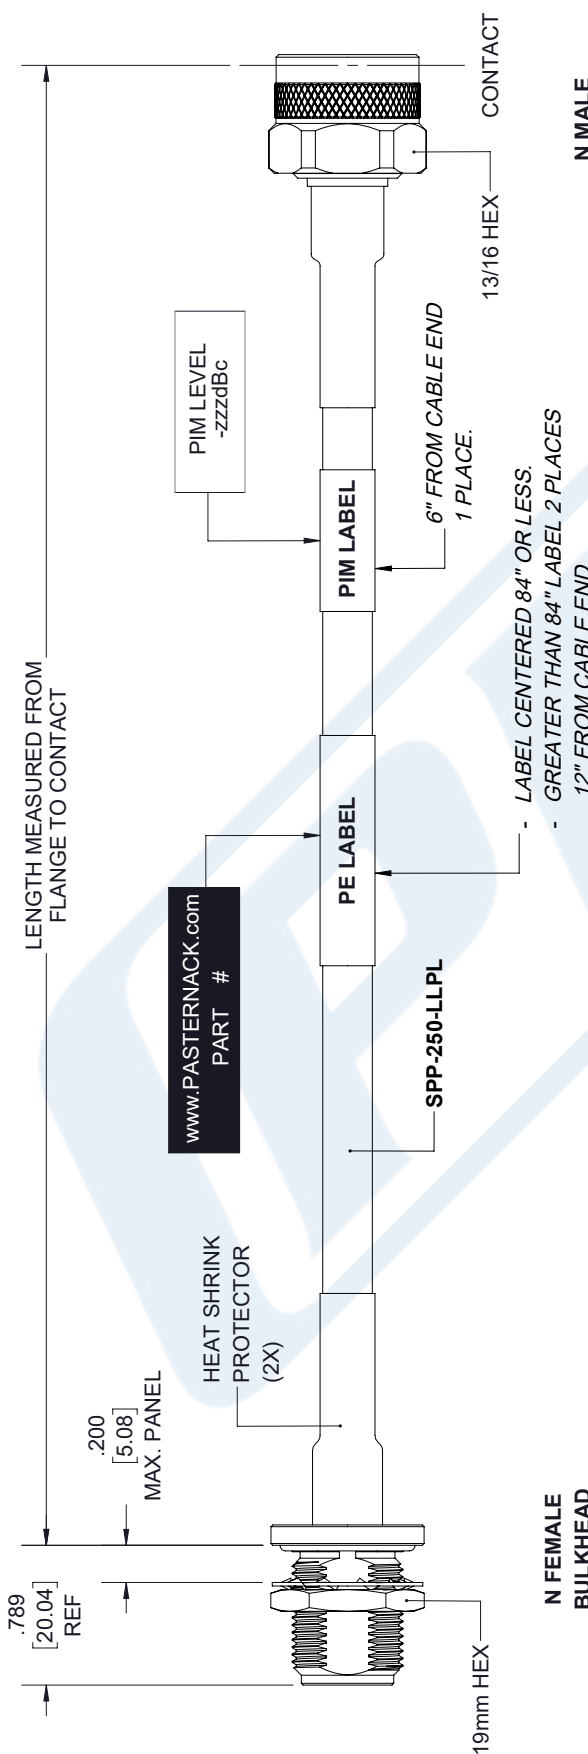 LENGTH MEASURED FROM
FLANGE TO CONTACT
.789
[20.04]
REF
.200
[5.08]
MAX. PANEL
HEAT SHRINK
PROTECTOR
(2X)
www.PASTERNACK.com
PART #
PIM LEVEL
-zzzdBc
PE LABEL
PIM LABEL
CONTACT
13/16 HEX
6" FROM CABLE END
1 PLACE.
SPP-250-LLPL
- LABEL CENTERED 84" OR LESS.
- GREATER THAN 84" LABEL 2 PLACES
12" FROM CABLE END
19mm HEX
N FEMALE
BULKHEAD
N MALE